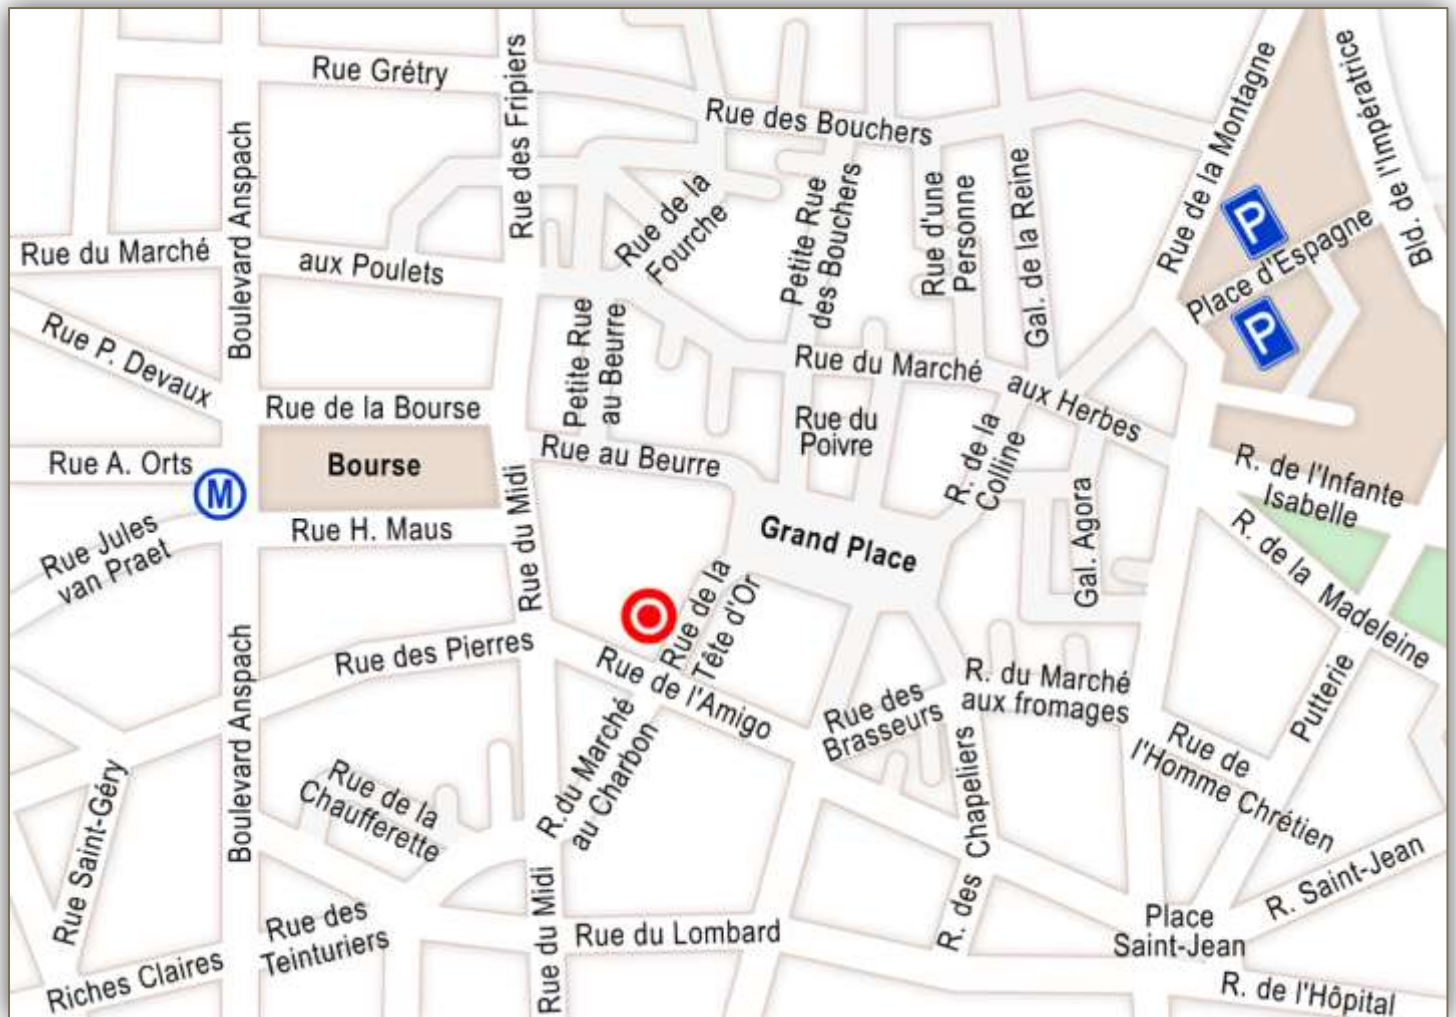 Rue Grétry
Rue des Fripiers
Rue des Bouchers
Rue de la Montagne
Bld. de l'Impératrice
Boulevard Anspach
Rue du Marché
aux Poulets
Rue de la
Fourche
Petite Rue
des Bouchers
Rue d'une
Personne
Gal. de la Reine
P
Place d'Espagne
P
Rue P. Devaux
Petite Rue
au Beurre
Rue du Marché
aux Herbes
Rue de la Bourse
Rue du
Poivre
R. de la
Colline
Rue A. Orts
Bourse
Rue au Beurre
M
Rue du Midi
Grand Place
Gal. Agora
R. de l'Infante
Isabelle
Rue Jules
van Praet
Rue H. Maus
R. de la Madeleine
Rue de la
Tête d'Or
Rue des Pierres
Rue de l'Amigo
Boulevard Anspach
R. du Marché
aux fromages
Rue des
Brasseurs
Putterie
R.du Marché
au Charbon
Rue de
l'Homme Chrétien
Rue Saint-Géry
Rue de la
Chaufferette
R. des Chapeliers
R. Saint-Jean
Rue des
Teinturiers
Rue du Midi
Rue du Lombard
Place
Saint-Jean
Riches Claires
R. de l'Hôpital